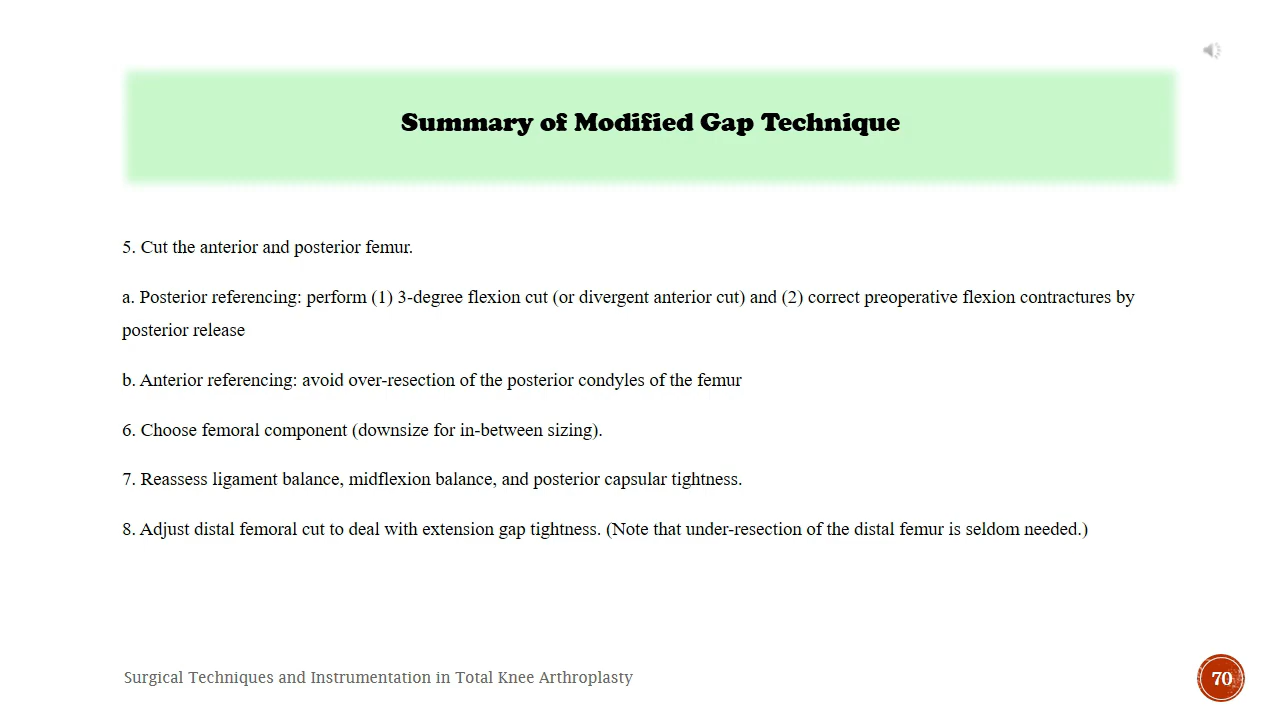 Summary of Modified Gap Technique
5. Cut the anterior and posterior femur.
a. Posterior referencing: perform (1) 3-degree flexion cut (or divergent anterior cut) and (2) correct preoperative flexion contractures by
posterior release
b. Anterior referencing: avoid over-resection of the posterior condyles of the femur
6. Choose femoral component (downsize for in-between sizing).
7. Reassess ligament balance, midflexion balance, and posterior capsular tightness.
8. Adjust distal femoral cut to deal with extension gap tightness. (Note that under-resection of the distal femur is seldom needed.)
Surgical Techniques and Instrumentation in Total Knee Arthroplasty
70